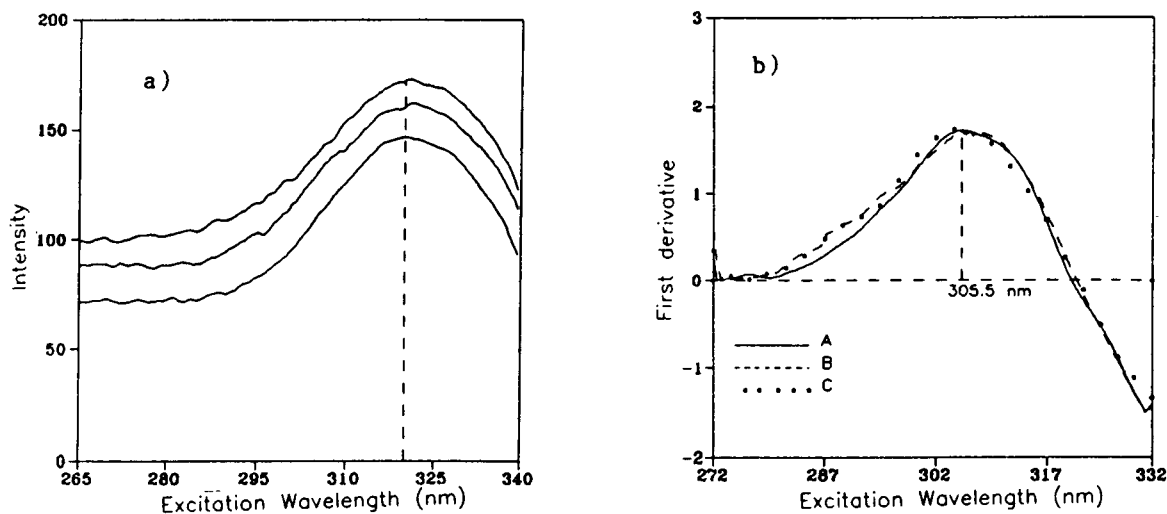 a)
200
150
100
50
0
Intensity
265 280 295 310 325 340
Excitation Wavelength (nm)
b)
3
2
1
0
-1
-2
First derivative
305.5 nm
A
B
C
272 287 302 317 332
Excitation Wavelength (nm)